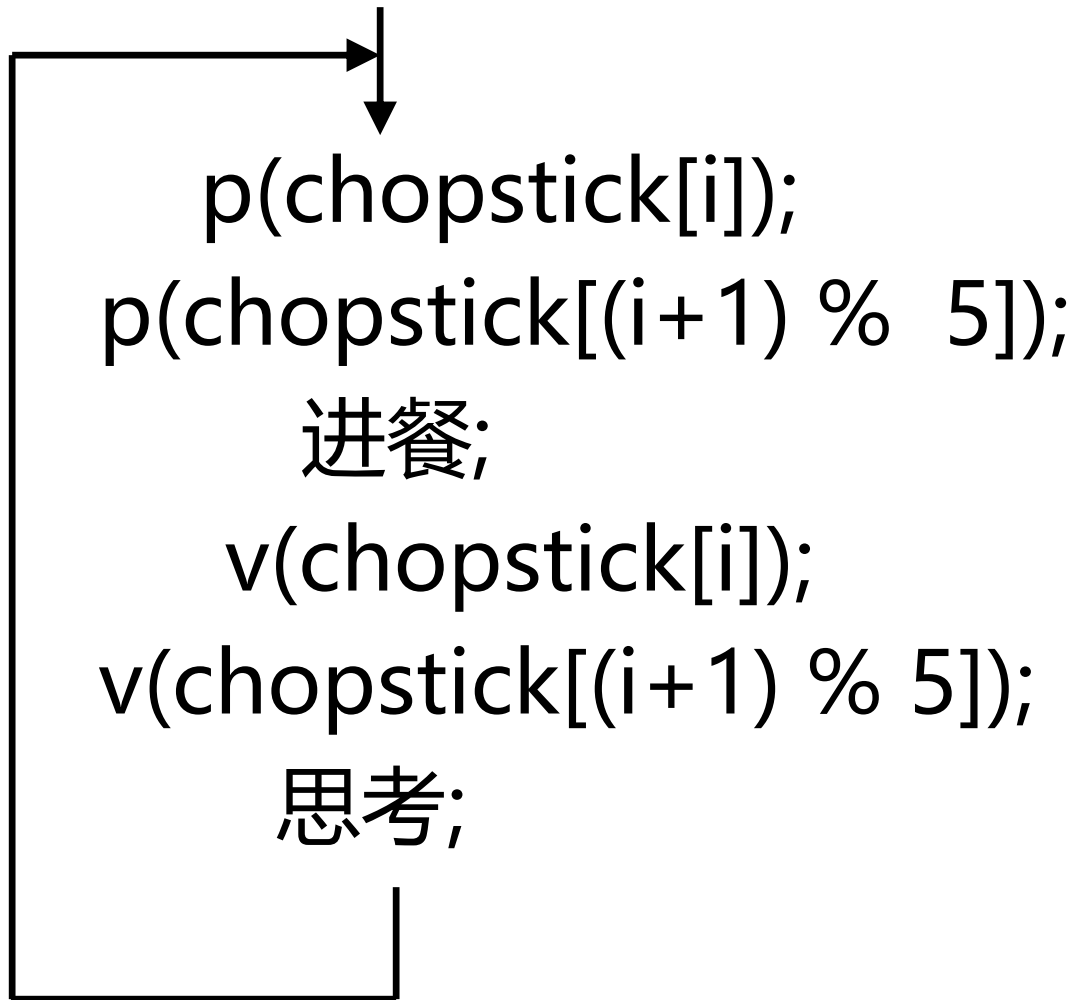 p(chopstick[i]);
p(chopstick[(i+1) %  5]);
进餐;
v(chopstick[i]);
v(chopstick[(i+1) % 5]);
思考;